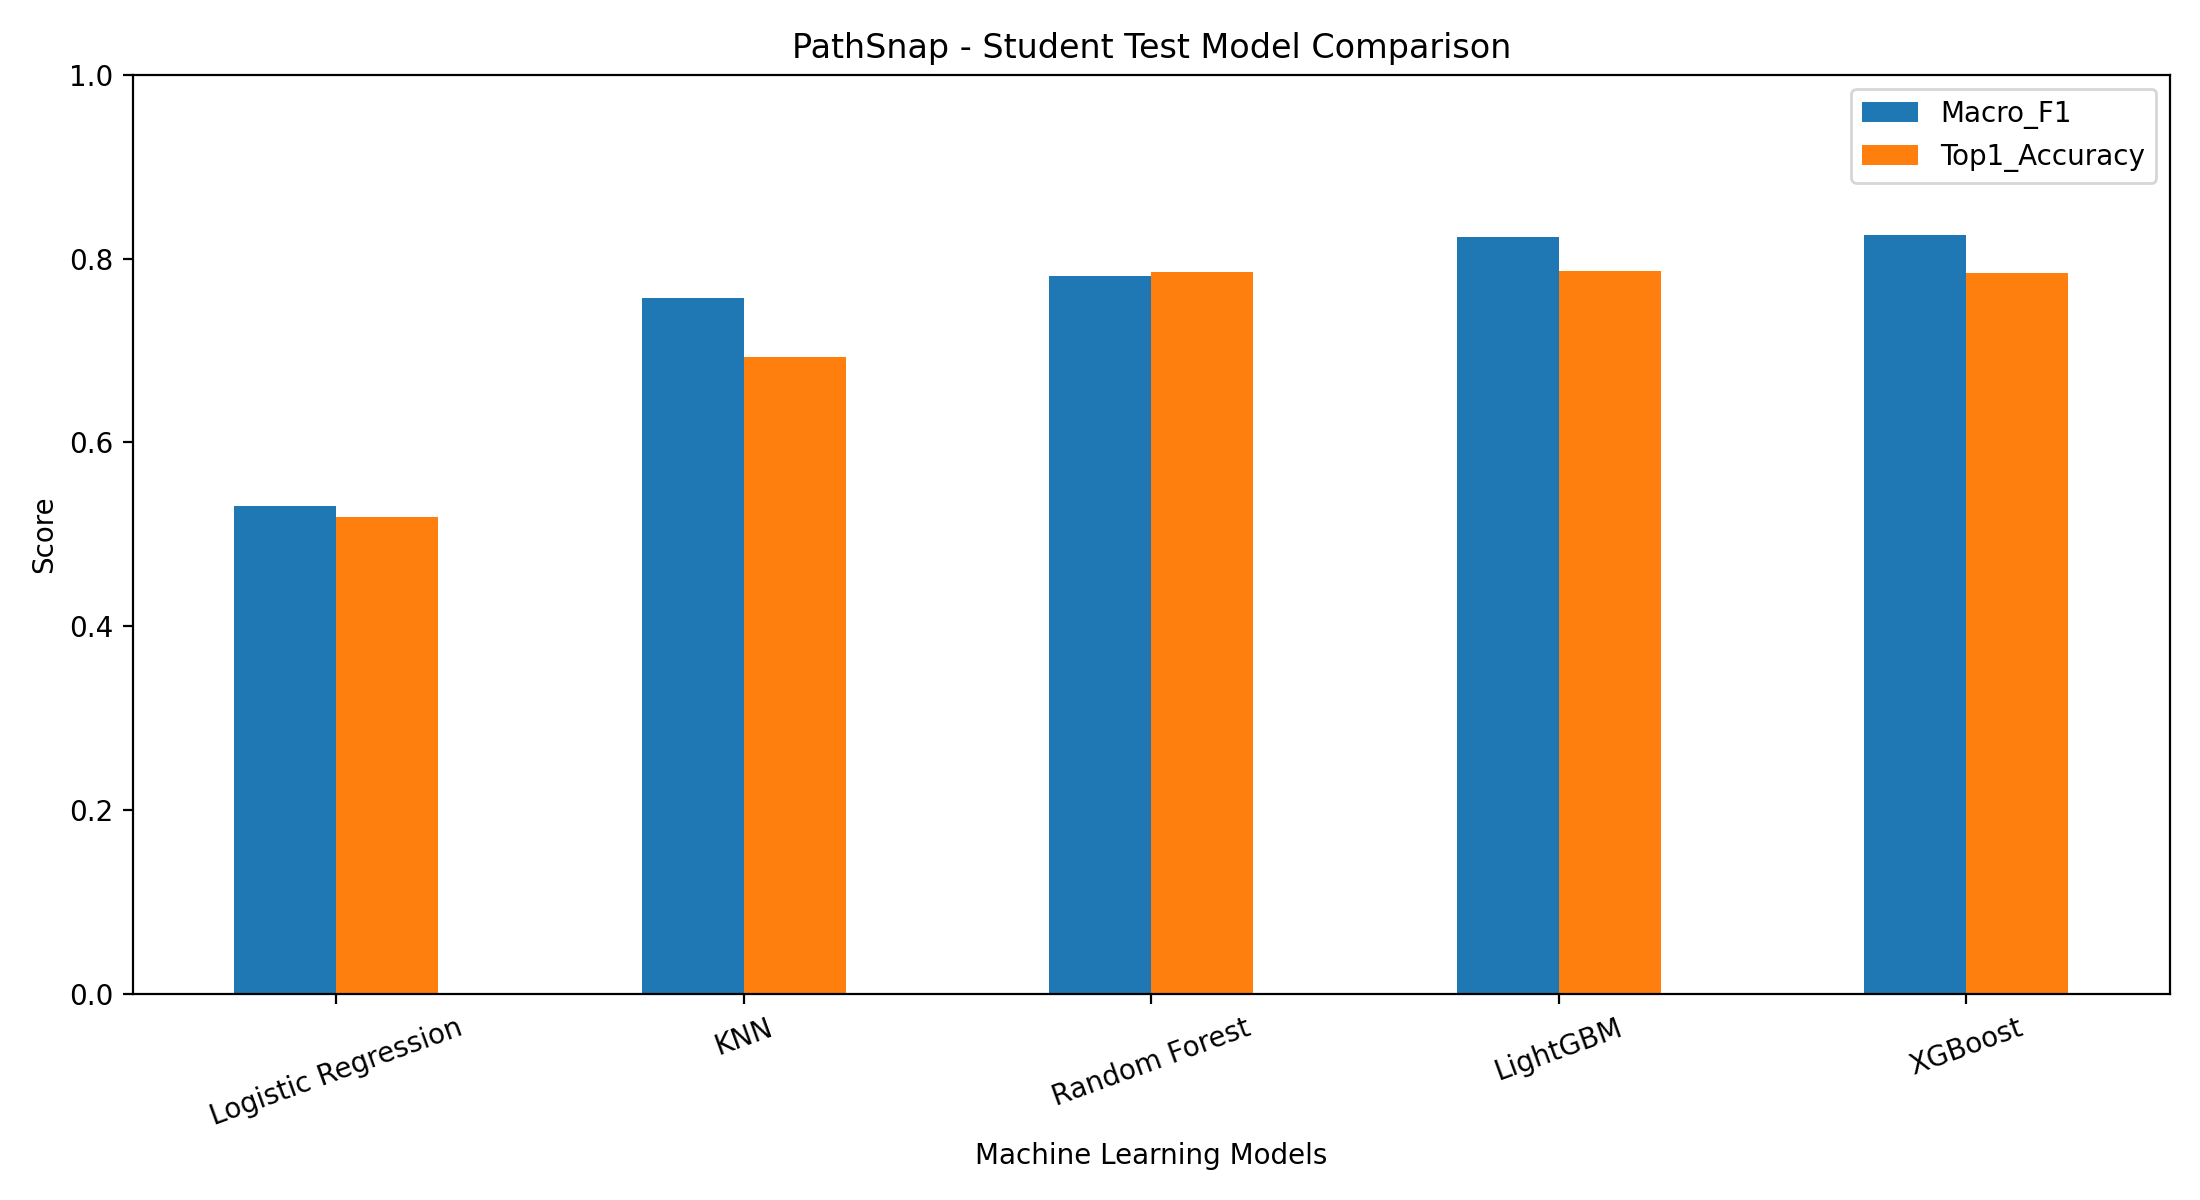 PathSnap - Student Test Model Comparison
1.0
0.8
0.6
0.4
0.2
0.0
Score
Macro_F1
Top1_Accuracy
Logistic Regression
KNN
Random Forest
LightGBM
XGBoost
Machine Learning Models